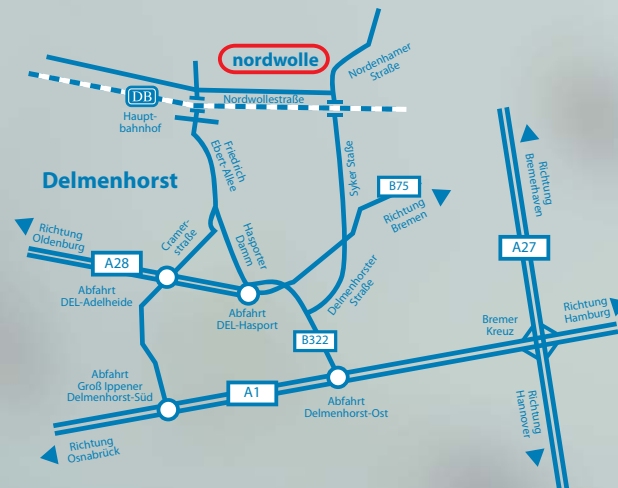 nordwolle
Nordenhamer
Straße
DB
Nordwollestraße
Haupt-
bahnhof
Friedrich
Ebert-Allee
Syker Staße
Delmenhorst
B75
Richtung
Bremen
Richtung
Bremerhaven
Richtung
Oldenburg
Cramer-
straße
Hasporter
Damm
A27
A28
Abfahrt
DEL-Adelheide
Delmenhorster
Straße
Abfahrt
DEL-Hasport
Bremer
Kreuz
Richtung
Hamburg
B322
Abfahrt
Groß Ippener
Delmenhorst-Süd
A1
Abfahrt
Delmenhorst-Ost
Richtung
Hannover
Richtung
Osnabrück